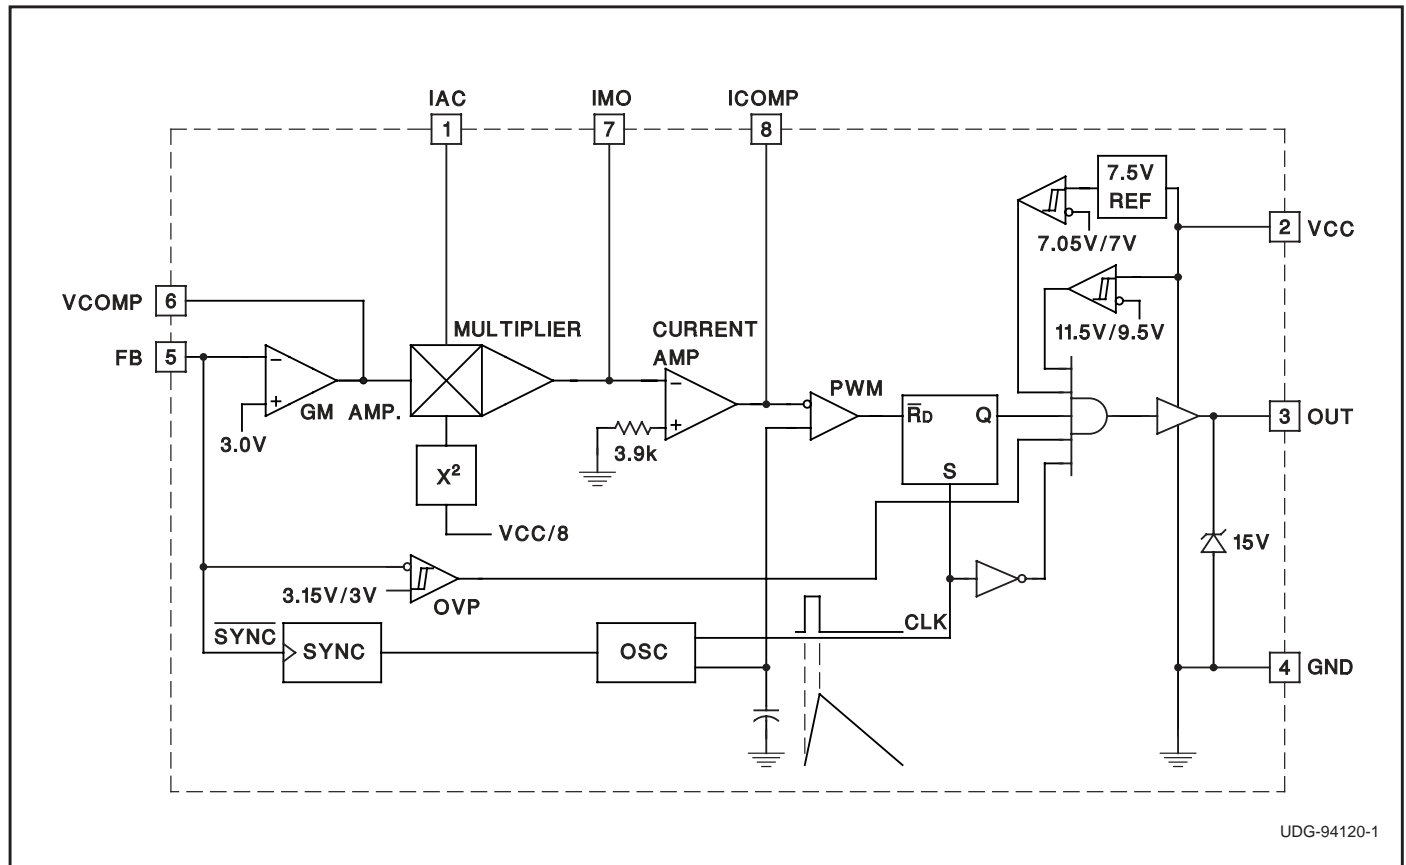 IAC
IMO
ICOMP
1
7
8
7.5V
REF
7.05V/7V
2
VCC
VCOMP
6
MULTIPLIER
CURRENT
AMP
11.5V/9.5V
FB
5
−
+
GM AMP.
3.0V
−
+
3.9k
PWM
R̅D
Q
S
3
OUT
X²
VCC/8
15V
3.15V/3V
OVP
S̅Y̅N̅C̅
SYNC
OSC
CLK
4
GND
UDG-94120-1